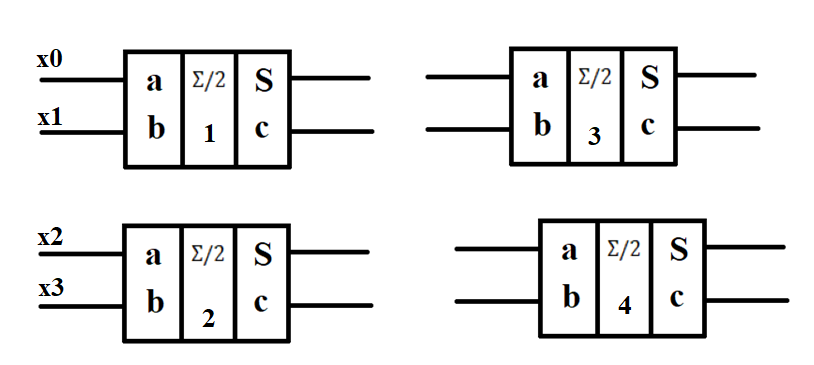 x0
a Σ/2 S
x1
b 1 c
a Σ/2 S
b 3 c
x2
a Σ/2 S
x3
b 2 c
a Σ/2 S
b 4 c